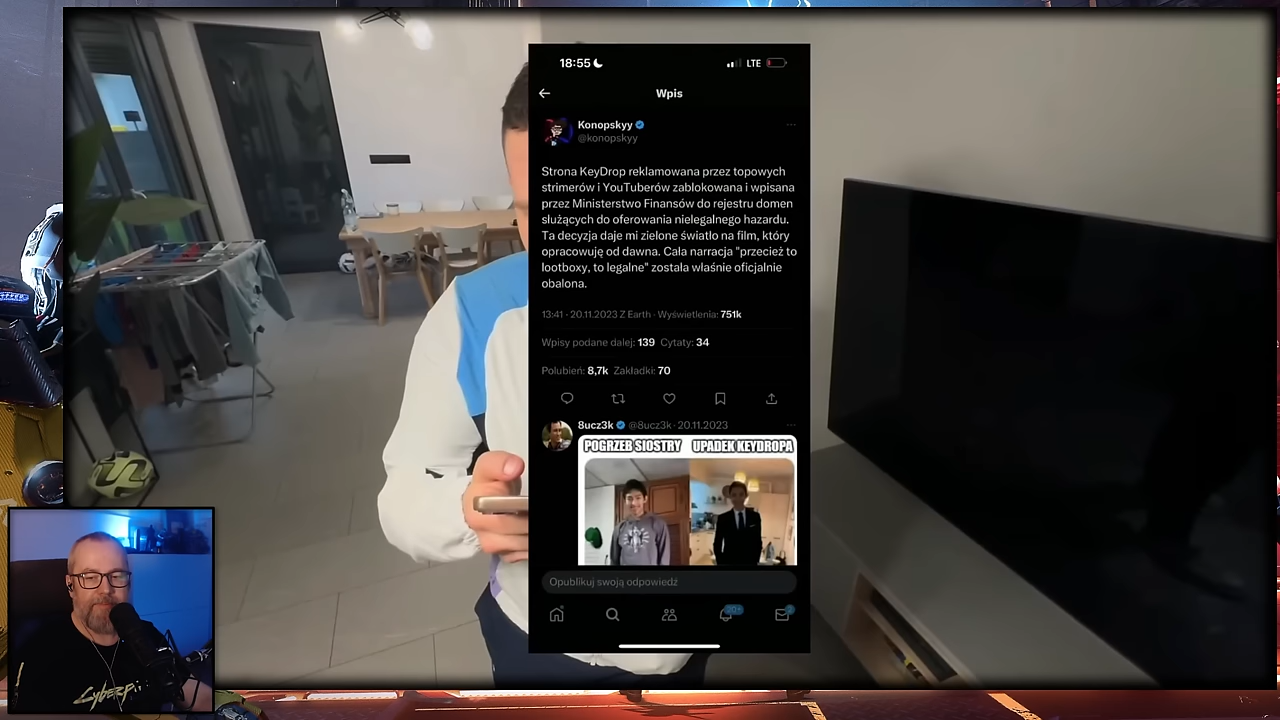 18:55
LTE
Wpis
Konopskyy
@konopskyy
Strona KeyDrop reklamowana przez topowych
strimerów i YouTuberów zablokowana i wpisana
przez Ministerstwo Finansów do rejestru domen
służących do oferowania nielegalnego hazardu.
Ta decyzja daje mi zielone światło na film, który
opracowuję od dawna. Cała narracja "przecież to
lootboxy, to legalne" została właśnie oficjalnie
obalona.
13:41 · 20.11.2023 Z Earth · Wyświetlenia: 751k
Wpisy podane dalej: 139 Cytaty: 34
Polubień: 8,7k Zakładki: 70
8ucz3k @8ucz3k · 20.11.2023
POGRZEB SIOSTRY UPADEK KEYDROPA
Opublikuj swoją odpowiedź
20+